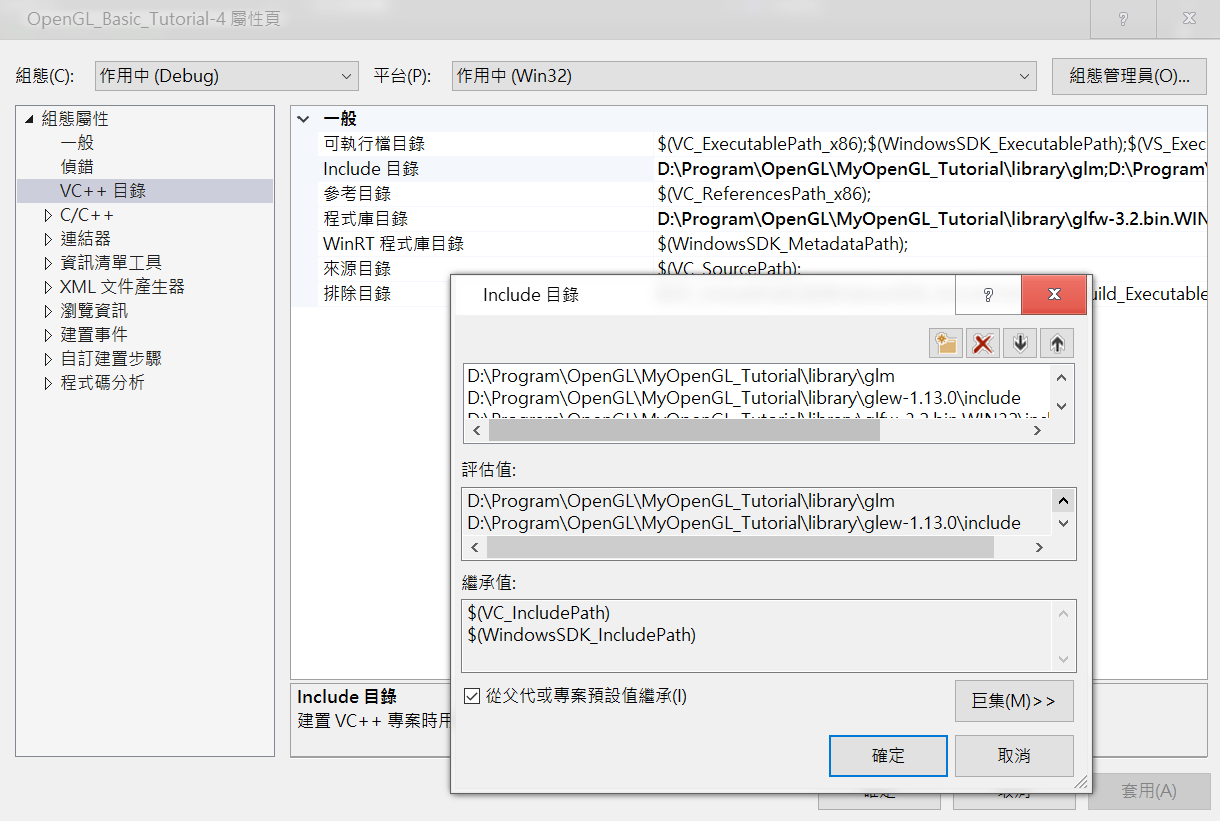 OpenGL_Basic_Tutorial-4 屬性頁
?
組態(C):
作用中 (Debug)
平台(P):
作用中 (Win32)
組態管理員(O)...
組態屬性
一般
偵錯
VC++ 目錄
C/C++
連結器
資訊清單工具
XML 文件產生器
瀏覽資訊
建置事件
自訂建置步驟
程式碼分析
一般
可執行檔目錄 $(VC_ExecutablePath_x86);$(WindowsSDK_ExecutablePath);$(VS_Exec
Include 目錄 D:\Program\OpenGL\MyOpenGL_Tutorial\library\glm;D:\Program\
參考目錄 $(VC_ReferencesPath_x86);
程式庫目錄 D:\Program\OpenGL\MyOpenGL_Tutorial\library\glfw-3.2.bin.WIN
WinRT 程式庫目錄 $(WindowsSDK_MetadataPath);
來源目錄 $(VC_SourcePath);
排除目錄 uild_Executable
Include 目錄
建置 VC++ 專案時用
Include 目錄
?
D:\Program\OpenGL\MyOpenGL_Tutorial\library\glm
D:\Program\OpenGL\MyOpenGL_Tutorial\library\glew-1.13.0\include
D:\Program\OpenGL\MyOpenGL_Tutorial\library\glfw-3.2.bin.WIN32\incl
評估值:
D:\Program\OpenGL\MyOpenGL_Tutorial\library\glm
D:\Program\OpenGL\MyOpenGL_Tutorial\library\glew-1.13.0\include
繼承值:
$(VC_IncludePath)
$(WindowsSDK_IncludePath)
從父代或專案預設值繼承(I)
巨集(M)>>
確定
取消
確定
取消
套用(A)